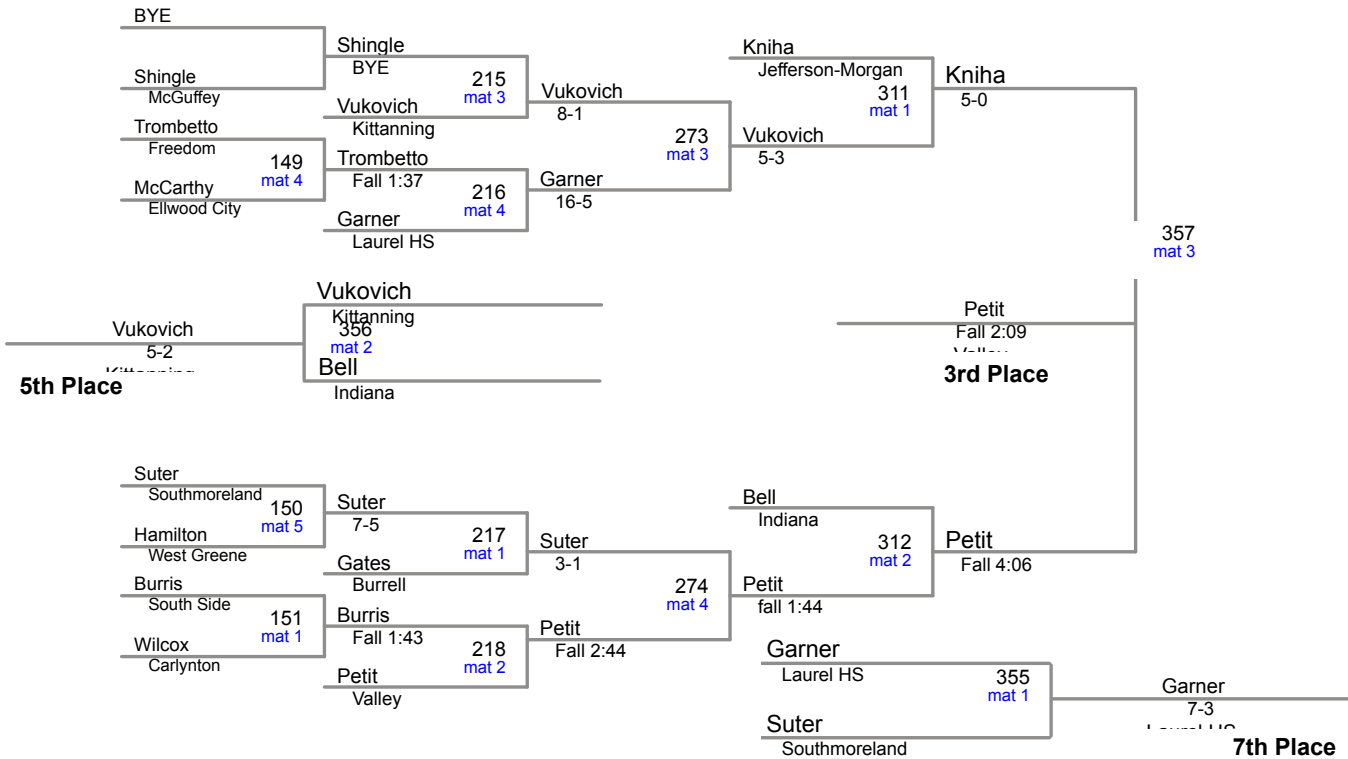 BYE
Shingle
BYE
Kniha
Jefferson-Morgan
Shingle
McGuffey
215
mat 3
Vukovich
8-1
311
mat 1
Kniha
5-0
Vukovich
Kittanning
Trombetto
Freedom
273
mat 3
Vukovich
5-3
149
mat 4
Trombetto
Fall 1:37
McCarthy
Ellwood City
216
mat 4
Garner
16-5
Garner
Laurel HS
357
mat 3
Vukovich
Kittanning
Vukovich
5-2
356
mat 2
Petit
Fall 2:09
5th Place
Bell
Indiana
3rd Place
Suter
Southmoreland
150
mat 5
Suter
7-5
Bell
Indiana
Hamilton
West Greene
217
mat 1
Suter
3-1
312
mat 2
Petit
Fall 4:06
Gates
Burrell
Burris
South Side
274
mat 4
Petit
fall 1:44
151
mat 1
Burris
Fall 1:43
Wilcox
Carlynton
218
mat 2
Petit
Fall 2:44
Petit
Valley
Garner
Laurel HS
355
mat 1
Garner
7-3
Suter
Southmoreland
7th Place